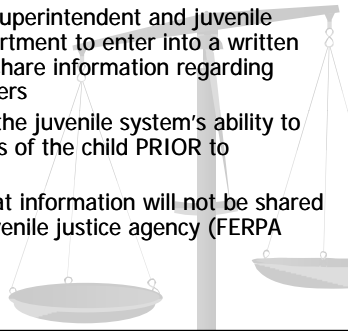 uperintendent and juvenile
rtment to enter into a written
hare information regarding
ers
the juvenile system's ability to
s of the child PRIOR to
at information will not be shared
venile justice agency (FERPA